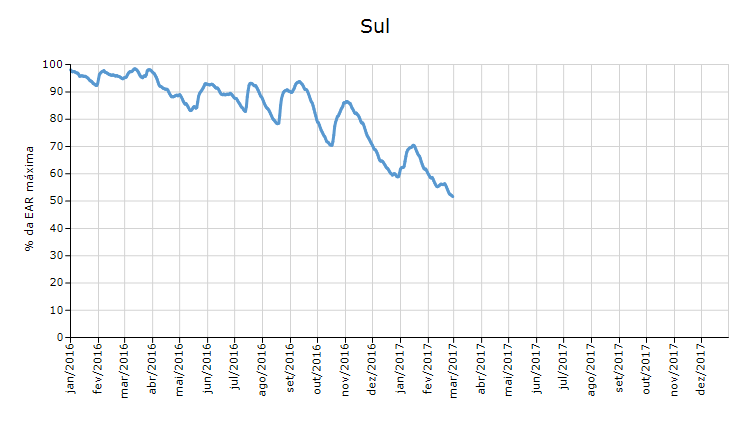 Sul
% da EAR máxima
100
90
80
70
60
50
40
30
20
10
0
jan/2016
fev/2016
mar/2016
abr/2016
mai/2016
jun/2016
jul/2016
ago/2016
set/2016
out/2016
nov/2016
dez/2016
jan/2017
fev/2017
mar/2017
abr/2017
mai/2017
jun/2017
jul/2017
ago/2017
set/2017
out/2017
nov/2017
dez/2017